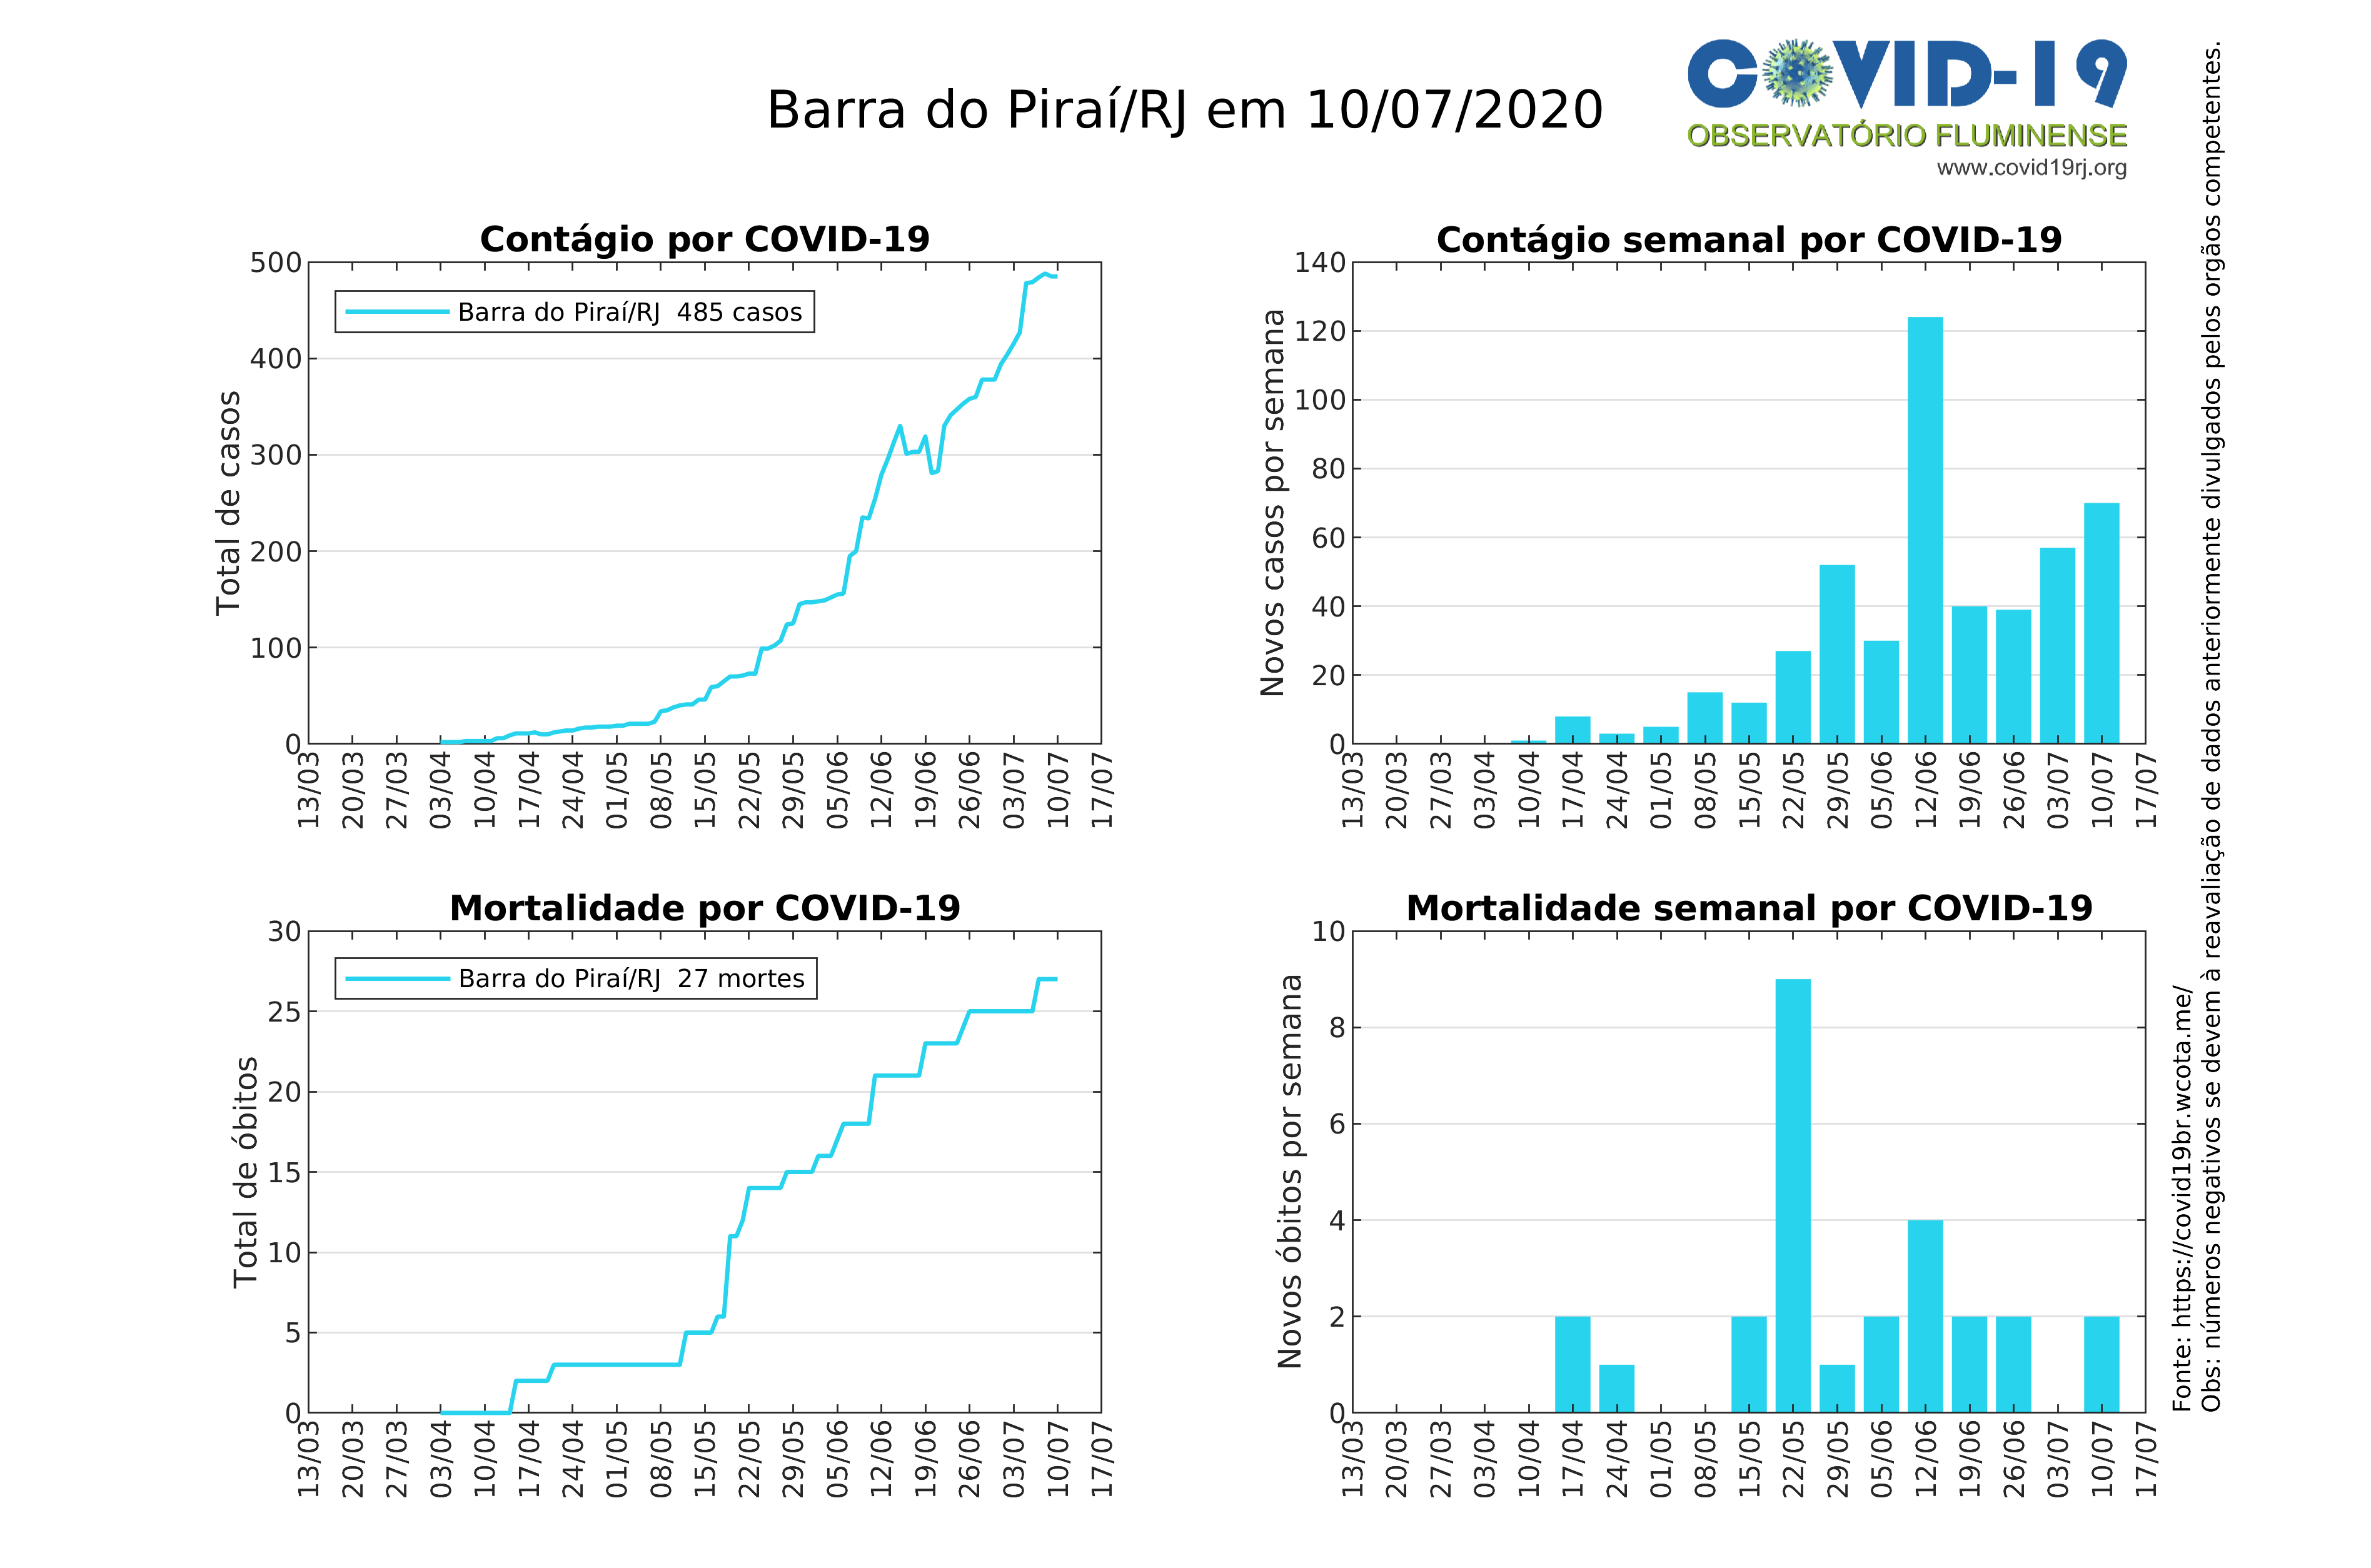 Barra do Piraí/RJ em 10/07/2020
COVID-19
OBSERVATÓRIO FLUMINENSE
www.covid19rj.org
Contágio por COVID-19
Total de casos
500
400
300
200
100
0
Barra do Piraí/RJ 485 casos
13/03 20/03 27/03 03/04 10/04 17/04 24/04 01/05 08/05 15/05 22/05 29/05 05/06 12/06 19/06 26/06 03/07 10/07 17/07
Contágio semanal por COVID-19
Novos casos por semana
140
120
100
80
60
40
20
0
13/03 20/03 27/03 03/04 10/04 17/04 24/04 01/05 08/05 15/05 22/05 29/05 05/06 12/06 19/06 26/06 03/07 10/07 17/07
Mortalidade por COVID-19
Total de óbitos
30
25
20
15
10
5
0
Barra do Piraí/RJ 27 mortes
13/03 20/03 27/03 03/04 10/04 17/04 24/04 01/05 08/05 15/05 22/05 29/05 05/06 12/06 19/06 26/06 03/07 10/07 17/07
Mortalidade semanal por COVID-19
Novos óbitos por semana
10
8
6
4
2
0
13/03 20/03 27/03 03/04 10/04 17/04 24/04 01/05 08/05 15/05 22/05 29/05 05/06 12/06 19/06 26/06 03/07 10/07 17/07
Fonte: https://covid19br.wcota.me/
Obs: números negativos se devem à reavaliação de dados anteriormente divulgados pelos orgãos competentes.